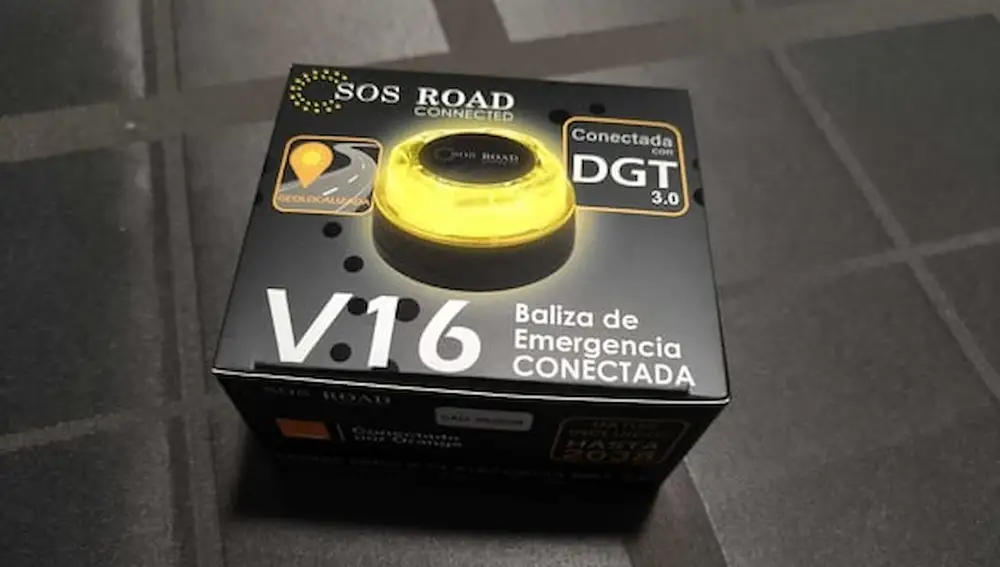 SOS ROAD
CONNECTED
SOS ROAD
GEOLOCALIZADA
Conectada
con
DGT
3.0
V16
Baliza de
Emergencia
CONECTADA
SOS ROAD
Conectado
por Orange
HASTA
2038